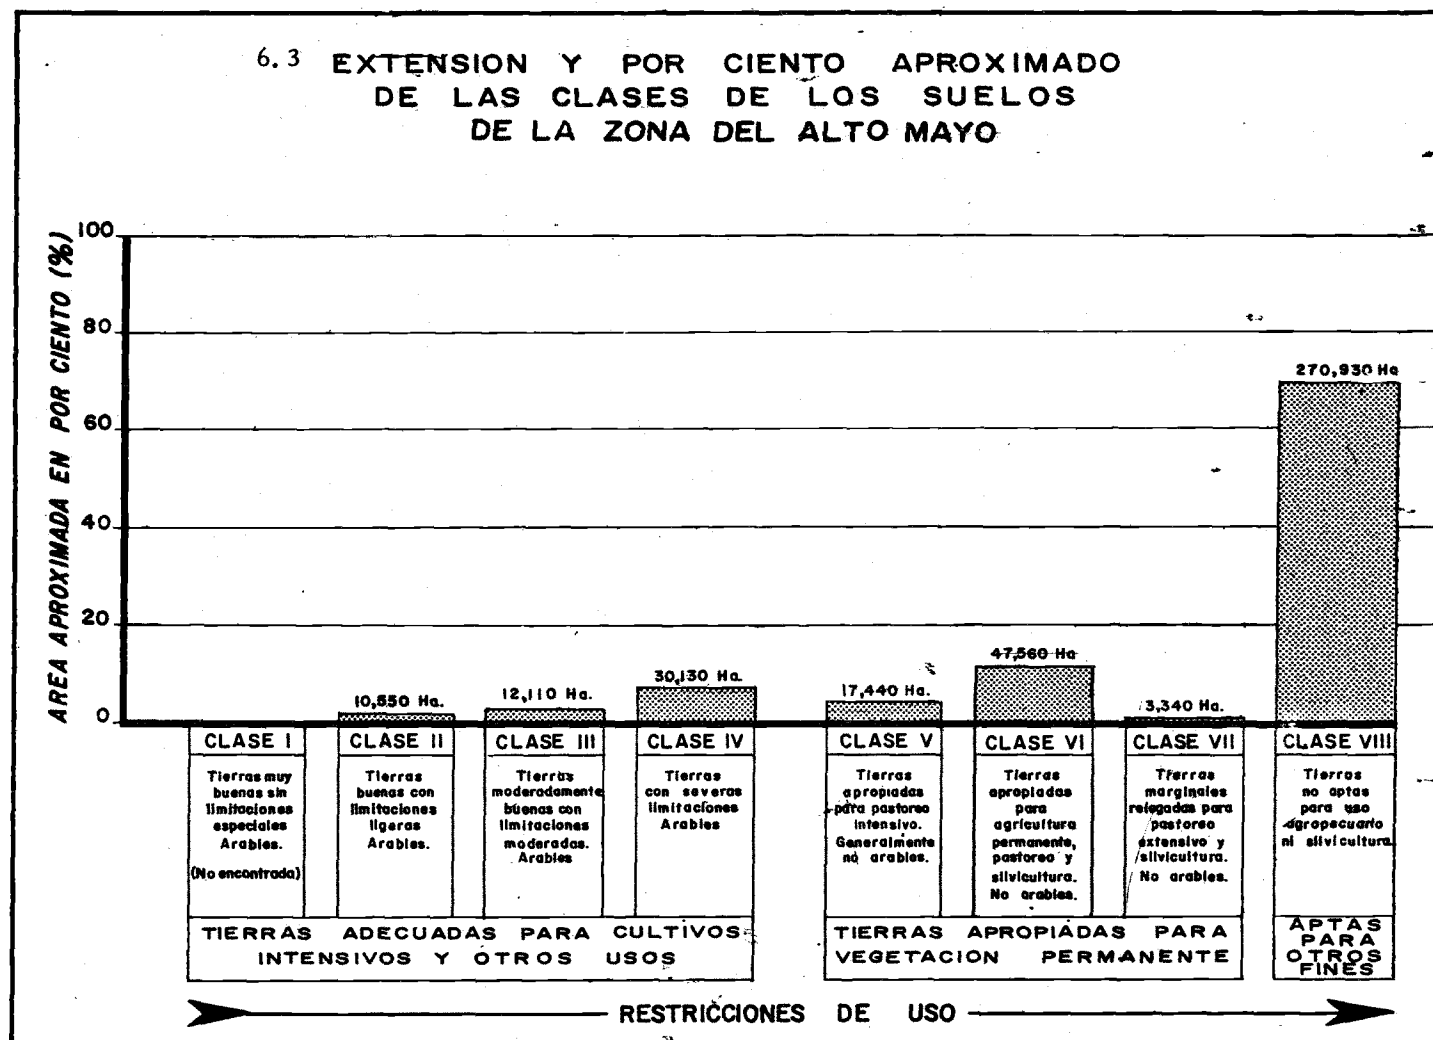 6.3 EXTENSION Y POR CIENTO APROXIMADO
DE LAS CLASES DE LOS SUELOS
DE LA ZONA DEL ALTO MAYO
AREA APROXIMADA EN POR CIENTO (%)
100
80
60
40
20
0
10,550 Ha.
12,110 Ha.
30,130 Ha.
17,440 Ha.
47,560 Ha
3,340 Ha.
270,930 Ha
CLASE I
Tierras muy
buenas sin
limitaciones
especiales
Arables.
(No encontrada)
CLASE II
Tierras
buenas con
limitaciones
ligeras
Arables.
CLASE III
Tierras
moderadamente
buenas con
limitaciones
moderadas.
Arables
CLASE IV
Tierras
con severas
limitaciones
Arables
CLASE V
Tierras
apropiadas
para pastoreo
intensivo.
Generalmente
no arables.
CLASE VI
Tierras
apropiadas
para
agricultura
permanente,
pastoreo y
silvicultura.
No arables.
CLASE VII
Tierras
marginales
relegadas para
pastoreo
extensivo y
silvicultura.
No arables.
CLASE VIII
Tierras
no aptas
para uso
agropecuario
ni silvicultura
TIERRAS ADECUADAS PARA CULTIVOS
INTENSIVOS Y OTROS USOS
TIERRAS APROPIADAS PARA
VEGETACION PERMANENTE
APTAS
PARA
OTROS
FINES
RESTRICCIONES DE USO